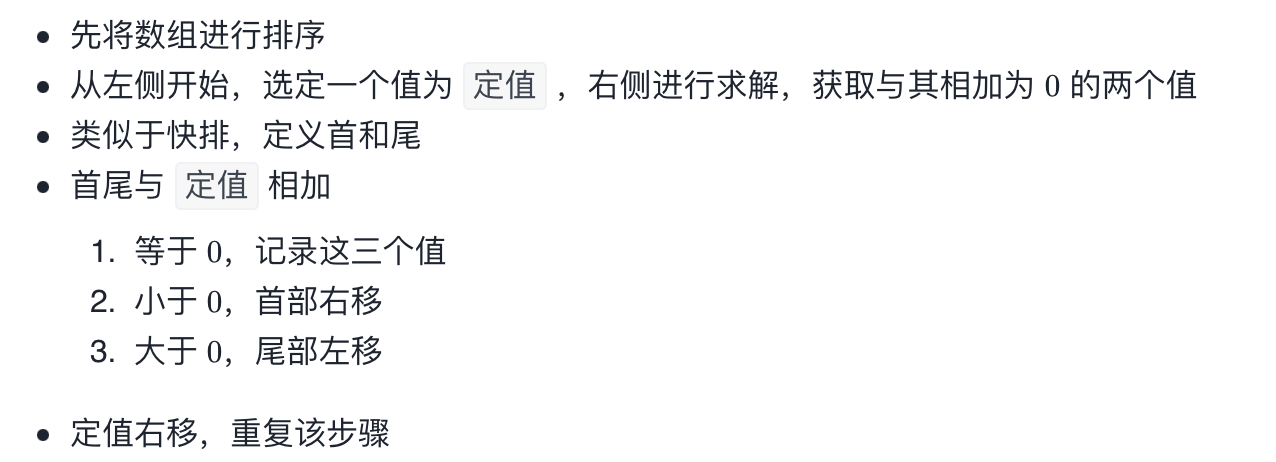 • 先将数组进行排序
• 从左侧开始，选定一个值为 定值 ，右侧进行求解，获取与其相加为 0 的两个值
• 类似于快排，定义首和尾
• 首尾与 定值 相加
1. 等于 0，记录这三个值
2. 小于 0，首部右移
3. 大于 0，尾部左移
• 定值右移，重复该步骤